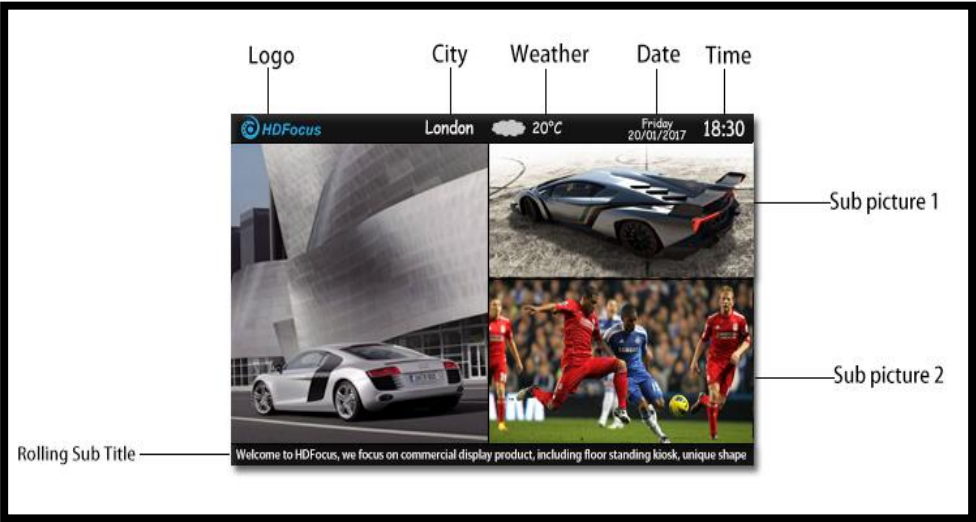 Logo
City
Weather
Date
Time
HDFocus
London
20°C
Friday
20/01/2017
18:30
Sub picture 1
SAMSUNG
Sub picture 2
Rolling Sub Title
Welcome to HDFocus, we focus on commercial display product, including floor standing kiosk, unique shape